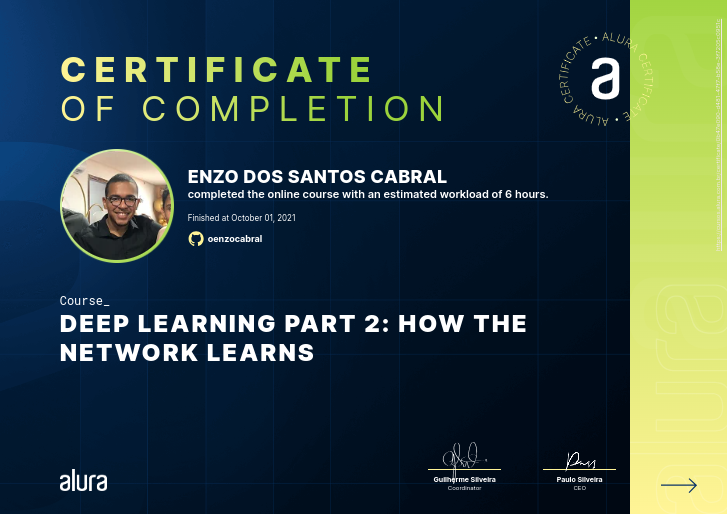 CERTIFICATE
OF COMPLETION
• ALURA CERTIFICATE • ALURA CERTIFICATE
a
ENZO DOS SANTOS CABRAL
completed the online course with an estimated workload of 6 hours.
Finished at October 01, 2021
oenzocabral
Course_
DEEP LEARNING PART 2: HOW THE
NETWORK LEARNS
alura
Guilherme Silveira
Coordinator
Paulo Silveira
CEO
alura